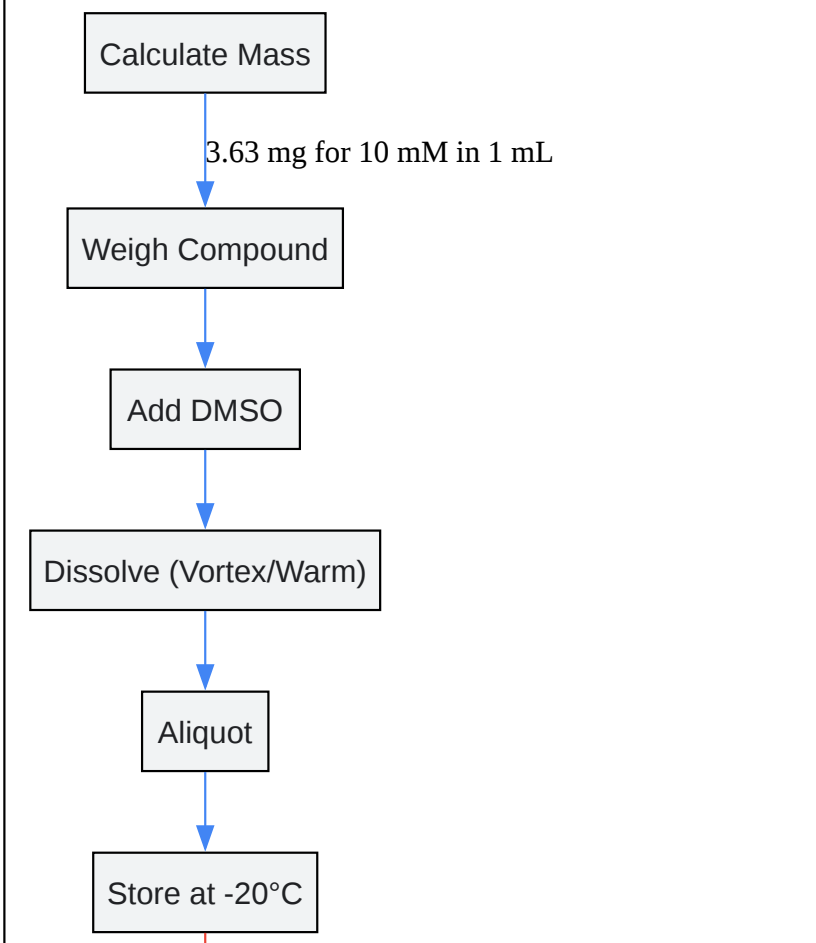 Calculate Mass
3.63 mg for 10 mM in 1 mL
Weigh Compound
Add DMSO
Dissolve (Vortex/Warm)
Aliquot
Store at -20°C